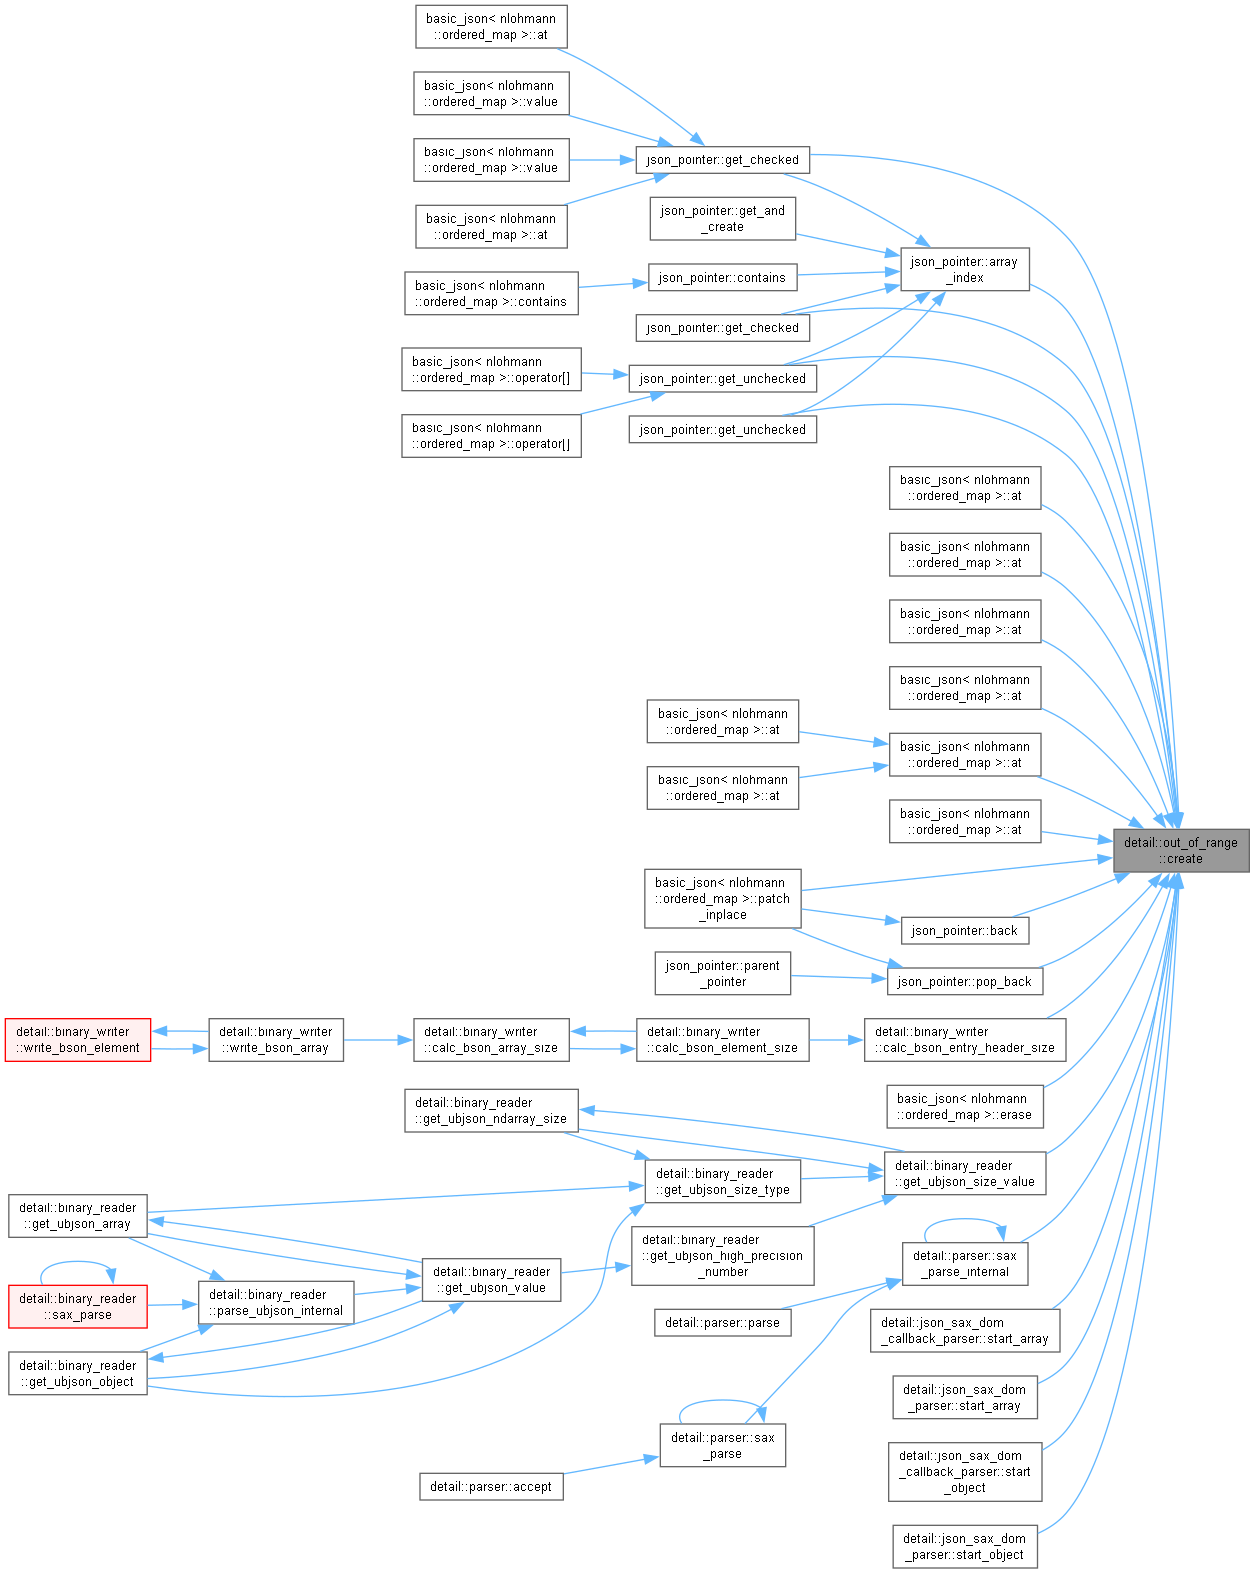 basic_json< nlohmann
::ordered_map >::at
basic_json< nlohmann
::ordered_map >::value
basic_json< nlohmann
::ordered_map >::value
basic_json< nlohmann
::ordered_map >::at
basic_json< nlohmann
::ordered_map >::contains
basic_json< nlohmann
::ordered_map >::operator[]
basic_json< nlohmann
::ordered_map >::operator[]
json_pointer::get_checked
json_pointer::get_and
_create
json_pointer::contains
json_pointer::get_checked
json_pointer::get_unchecked
json_pointer::get_unchecked
json_pointer::array
_index
basic_json< nlohmann
::ordered_map >::at
basic_json< nlohmann
::ordered_map >::at
basic_json< nlohmann
::ordered_map >::at
basic_json< nlohmann
::ordered_map >::at
basic_json< nlohmann
::ordered_map >::at
basic_json< nlohmann
::ordered_map >::at
basic_json< nlohmann
::ordered_map >::at
basic_json< nlohmann
::ordered_map >::at
detail::out_of_range
::create
basic_json< nlohmann
::ordered_map >::patch
_inplace
json_pointer::back
json_pointer::parent
_pointer
json_pointer::pop_back
detail::binary_writer
::write_bson_element
detail::binary_writer
::write_bson_array
detail::binary_writer
::calc_bson_array_size
detail::binary_writer
::calc_bson_element_size
detail::binary_writer
::calc_bson_entry_header_size
basic_json< nlohmann
::ordered_map >::erase
detail::binary_reader
::get_ubjson_ndarray_size
detail::binary_reader
::get_ubjson_size_type
detail::binary_reader
::get_ubjson_size_value
detail::binary_reader
::get_ubjson_array
detail::binary_reader
::get_ubjson_high_precision
_number
detail::binary_reader
::get_ubjson_value
detail::binary_reader
::sax_parse
detail::binary_reader
::parse_ubjson_internal
detail::binary_reader
::get_ubjson_object
detail::parser::sax
_parse_internal
detail::parser::parse
detail::json_sax_dom
_callback_parser::start_array
detail::json_sax_dom
_parser::start_array
detail::parser::sax
_parse
detail::parser::accept
detail::json_sax_dom
_callback_parser::start
_object
detail::json_sax_dom
_parser::start_object